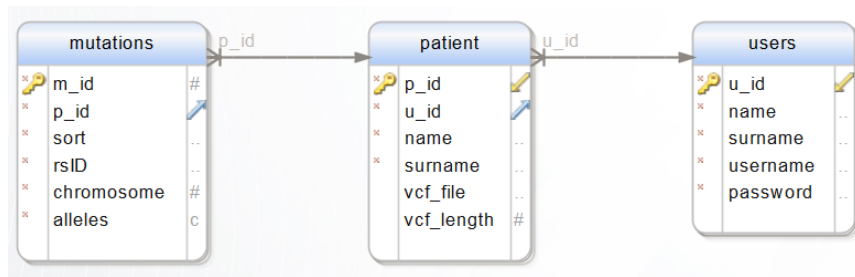 mutations
m_id #
p_id
sort ..
rsID ..
chromosome #
alleles c
p_id
patient
p_id
u_id
name ..
surname ..
vcf_file ..
vcf_length #
u_id
users
u_id
name ..
surname ..
username ..
password ..